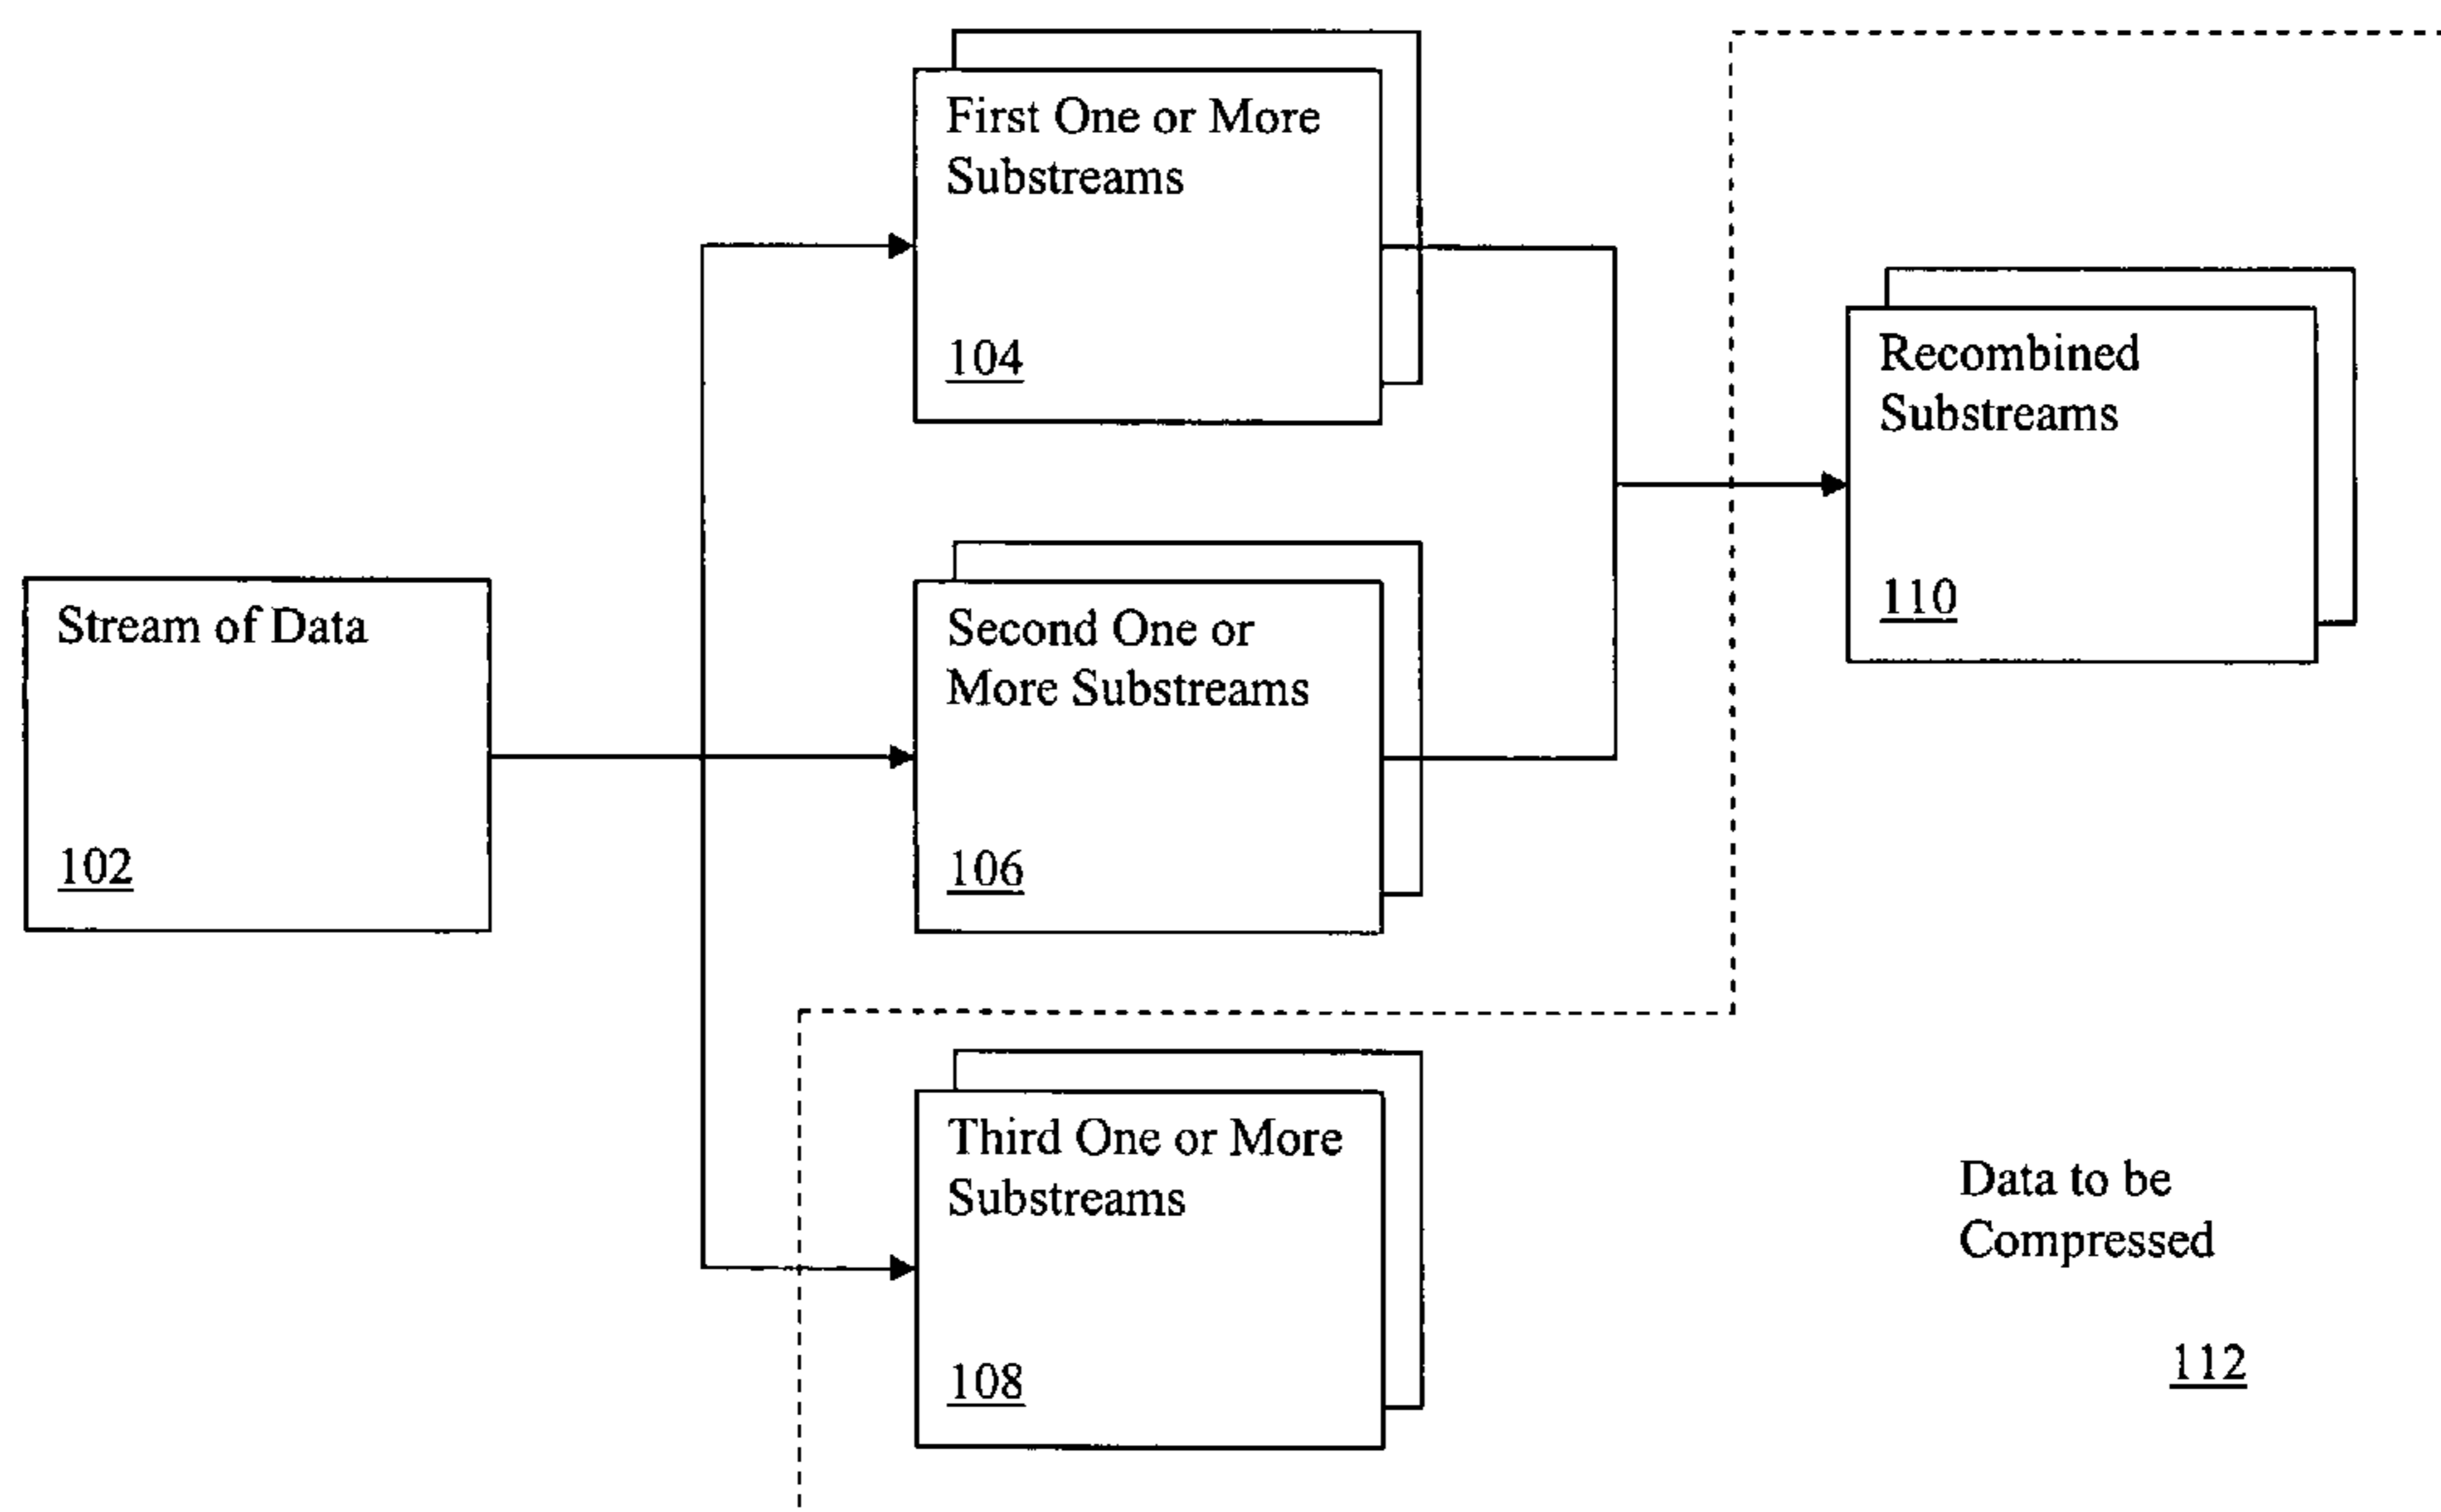 First One or More
Substreams
104
Recombined
Substreams
110
Stream of Data
102
Second One or
More Substreams
106
Third One or More
Substreams
108
Data to be
Compressed
112